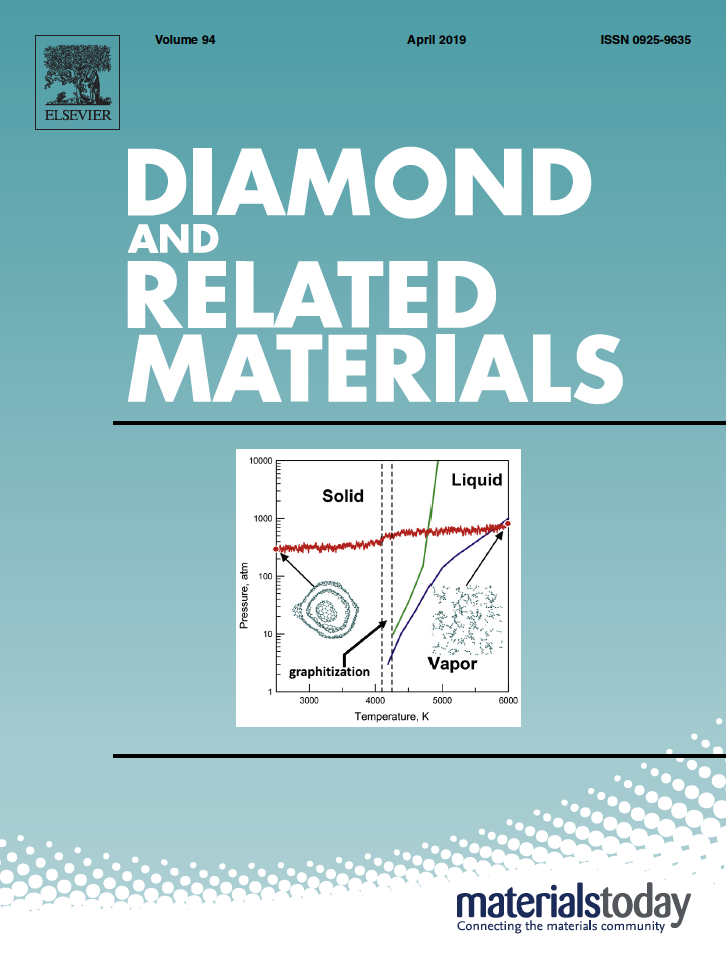 Volume 94 April 2019 ISSN 0925-9635
ELSEVIER
DIAMOND
AND
RELATED
MATERIALS
10000
1000
100
10
1
Pressure, atm
Solid
Liquid
graphitization
Vapor
3000 4000 5000 6000
Temperature, K
materialstoday
Connecting the materials community